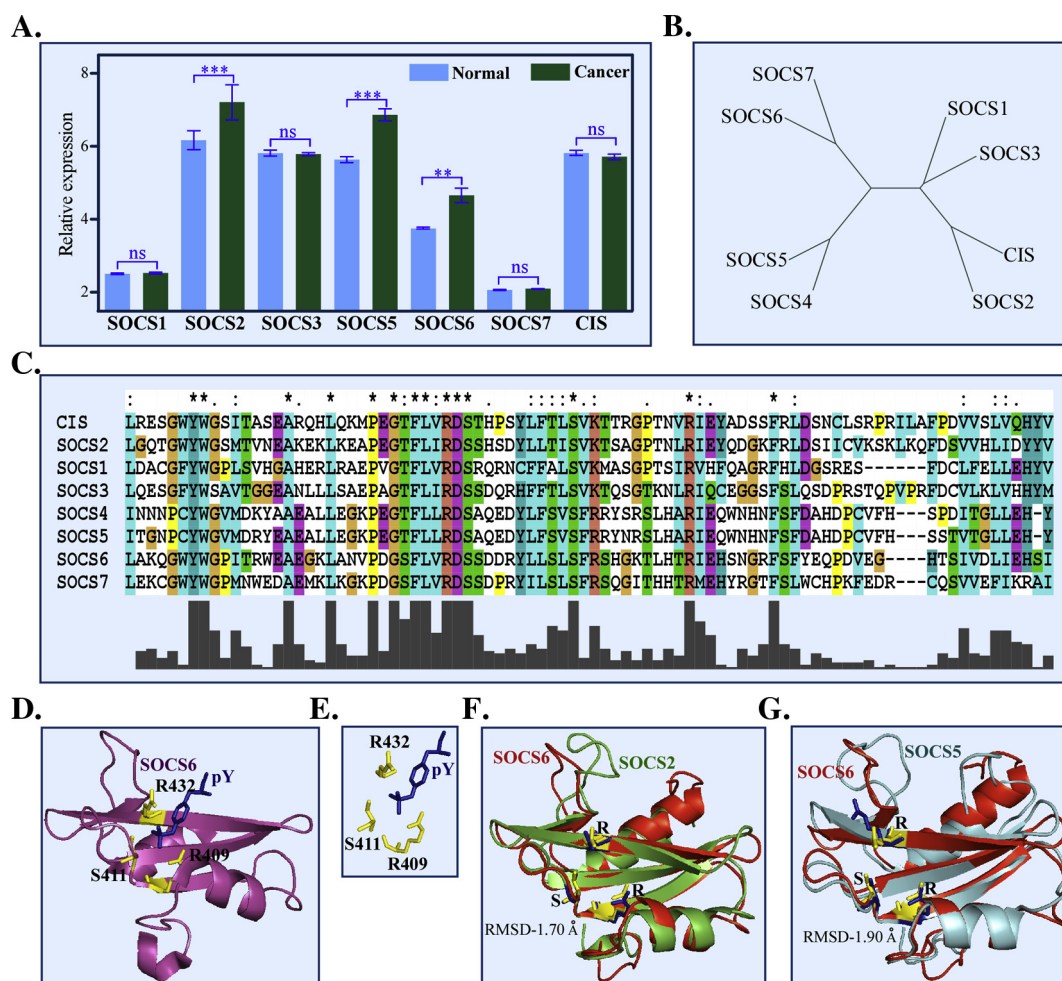 A.
8
6
4
2
Relative expression
Normal
Cancer
ns
***
ns
***
**
ns
ns
SOCS1 SOCS2 SOCS3 SOCS5 SOCS6 SOCS7 CIS
B.
SOCS7
SOCS6
SOCS1
SOCS3
SOCS5
SOCS4
CIS
SOCS2
C.
: ** . : . * . * * *:**:*** . ::::*.: . * : * . : ::.
CIS LRESGWYWGSITASEARQHLQKMPEGTFLVRDSTHPSYLFTLSVKTTRGPTNVRIEYADSSFRLDSNCLSRPRILAFPDVVSLVQHYV
SOCS2 LGQTGWYWGSMTVNEAKEKLKEAPEGTFLIRDSSHSDYLLTISVKTSAGPTNLRIEYQDGKFRLDSIICVKSKLKQFDSVVHLIDYV
SOCS1 LDACGFYWGPLSVHGAHERLRAEPVGTFLVRDSRQRNCFFALSVKMASGPTSIRVHFQAGRFHLDGSRES------FDCLFELLEHYV
SOCS3 LQESGFYWSAVTGGEANLLLSAEPAGTFLIRDSSDQRHFFTLSVKTQSGTKNLRIQCEGGSFSLQSDPRSTQPVPRFDCVLKLVHHYM
SOCS4 INNNPCYWGVMDKYAAEALLEGKPEGTFLLRDSAQEDYLFSVSFRRYSRSLHARIEQWNHNFSFDAHDPCVFH---SPDITGLLEH-Y
SOCS5 ITGNPCYWGVMDRYEAEALLEGKPEGTFLLRDSAQEDYLFSVSFRRYNRSLHARIEQWNHNFSFDAHDPCVFH---SSTVTGLLEH-Y
SOCS6 LAKQGWYWGPITRWEAEGKLANVPDGSFLVRDSSDDRYLLSLSFRSHGKTLHTRIEHSNGRFSFYEQPDVEG----HTSIVDLIEHSI
SOCS7 LEKCGWYWGPMNWEDAEMKLKGKPDGSFLVRDSSDPRYILSLSFRSQGITHHTRMEHYRGTFSLWCHPKFEDR---CQSVVEFIKRAI
D.
SOCS6
R432
pY
S411
R409
E.
R432
pY
S411
R409
F.
SOCS6
SOCS2
R
S
R
RMSD-1.70 Å
G.
SOCS5
SOCS6
R
S
R
RMSD-1.90 Å